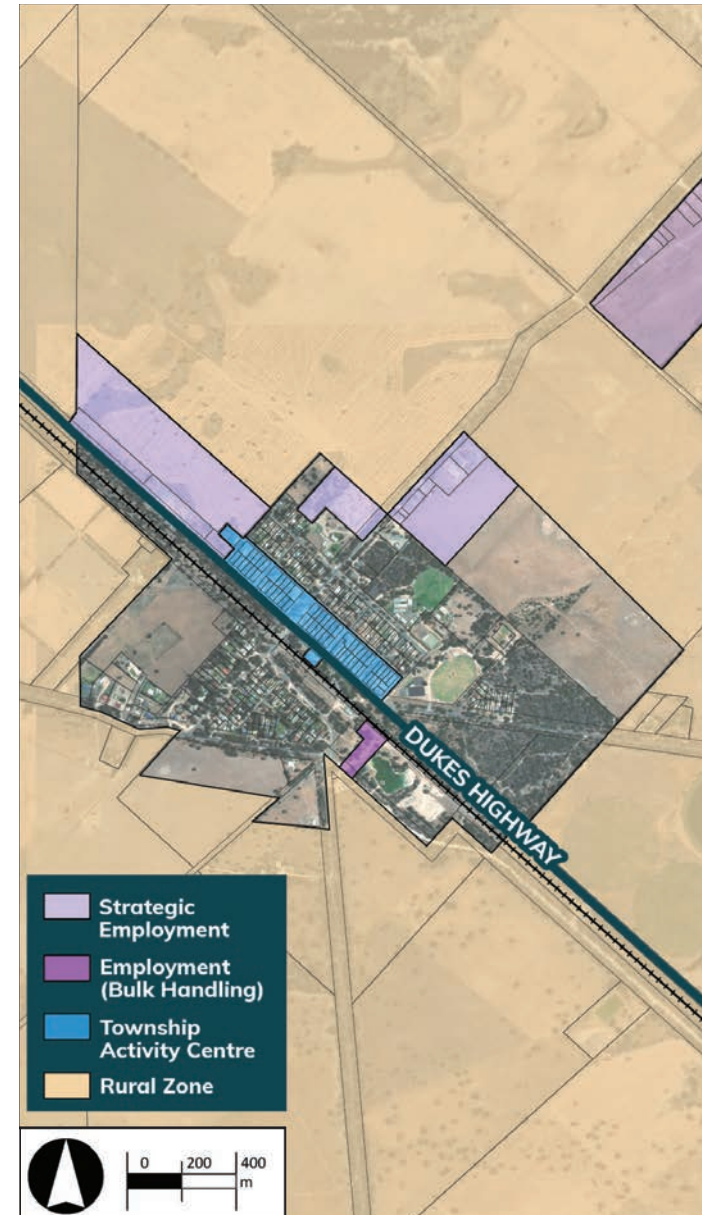 DUKES HIGHWAY
Strategic
Employment
Employment
(Bulk Handling)
Township
Activity Centre
Rural Zone
0 200 400
m